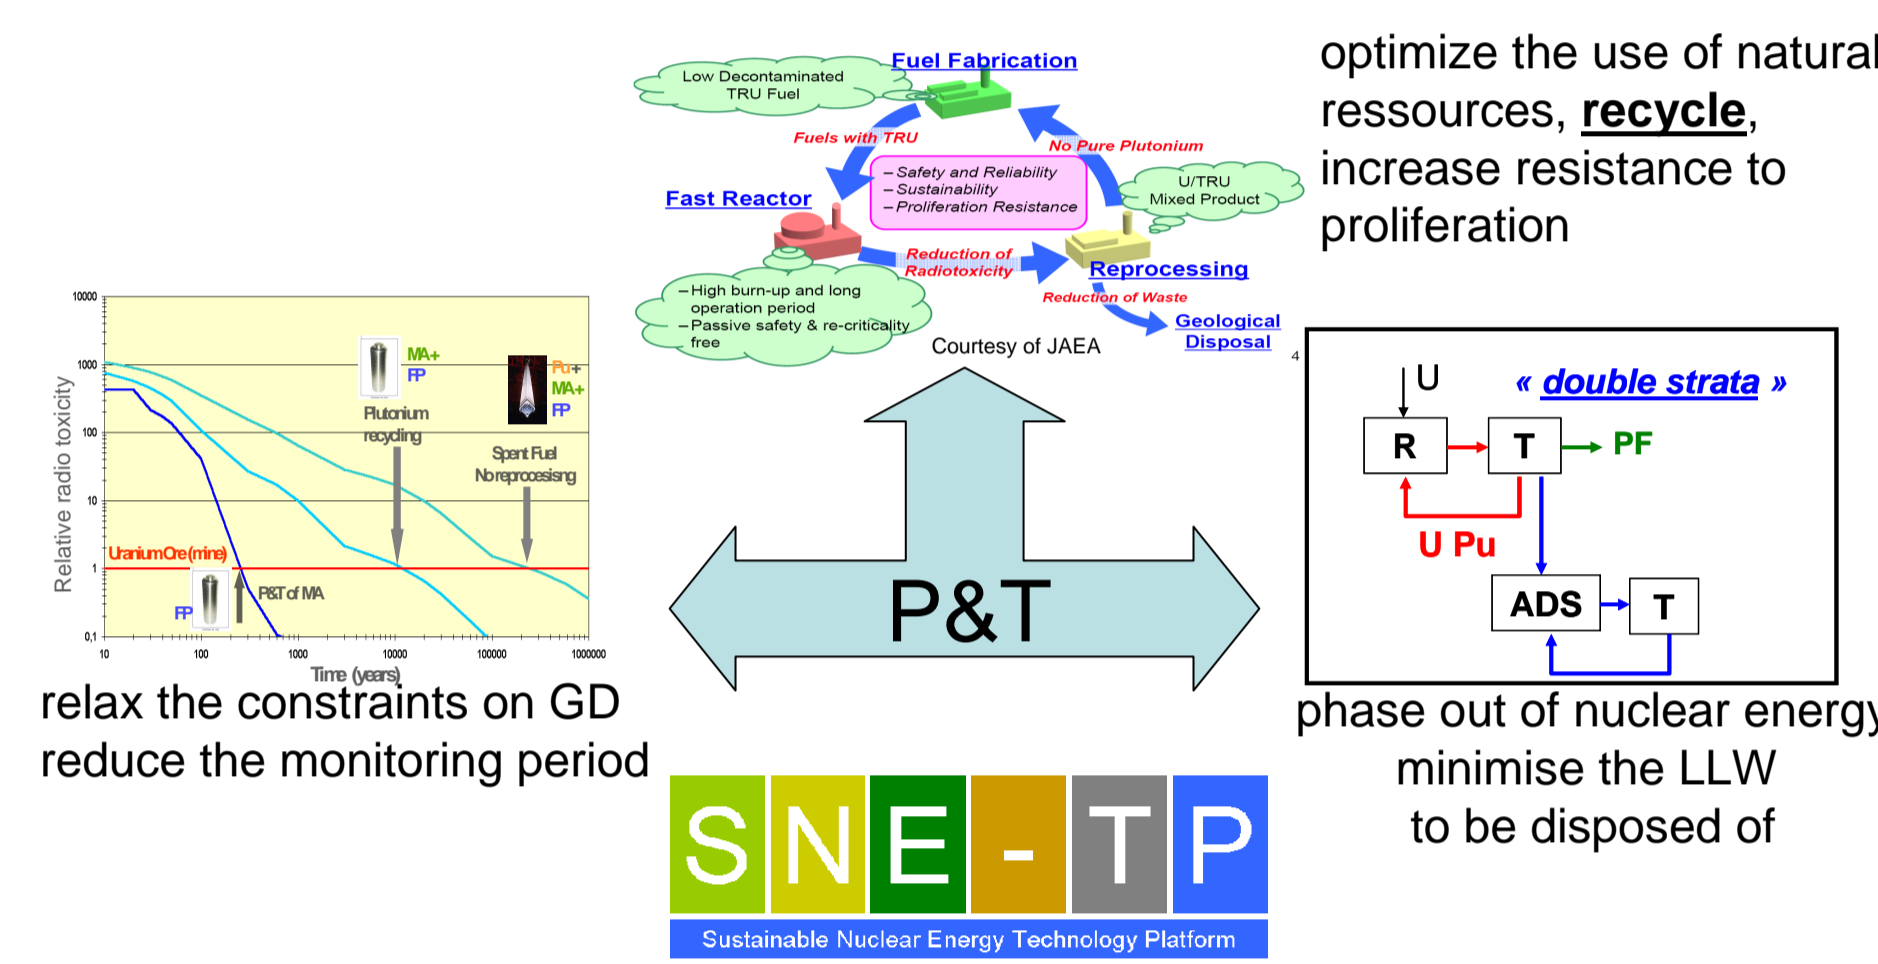 Fuel Fabrication
Low Decontaminated
TRU Fuel
Fuels with TRU
No Pure Plutonium
– Safety and Reliability
– Sustainability
– Proliferation Resistance
U/TRU
Mixed Product
Fast Reactor
Reduction of
Radiotoxicity
Reprocessing
– High burn-up and long
operation period
– Passive safety & re-criticality
free
Reduction of Waste
Geological
Disposal
Courtesy of JAEA
optimize the use of natural
ressources, recycle,
increase resistance to
proliferation
Relative radio toxicity
10000
1000
100
10
1
0,1
MA+
FP
Plutonium
recycling
Pu+
MA+
FP
Spent Fuel
No reprocesisng
Uranium Ore (mine)
FP
P&T of MA
10
100
1000
10000
100000
1000000
Time (years)
relax the constraints on GD
reduce the monitoring period
P&T
4
U
« double strata »
R
T
PF
U Pu
ADS
T
phase out of nuclear energy
minimise the LLW
to be disposed of
SNE-TP
Sustainable Nuclear Energy Technology Platform